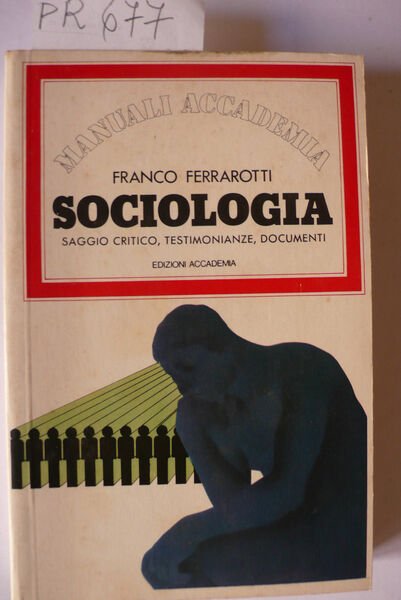 PR 677
MANUALI ACCADEMIA
FRANCO FERRAROTTI
SOCIOLOGIA
SAGGIO CRITICO, TESTIMONIANZE, DOCUMENTI
EDIZIONI ACCADEMIA